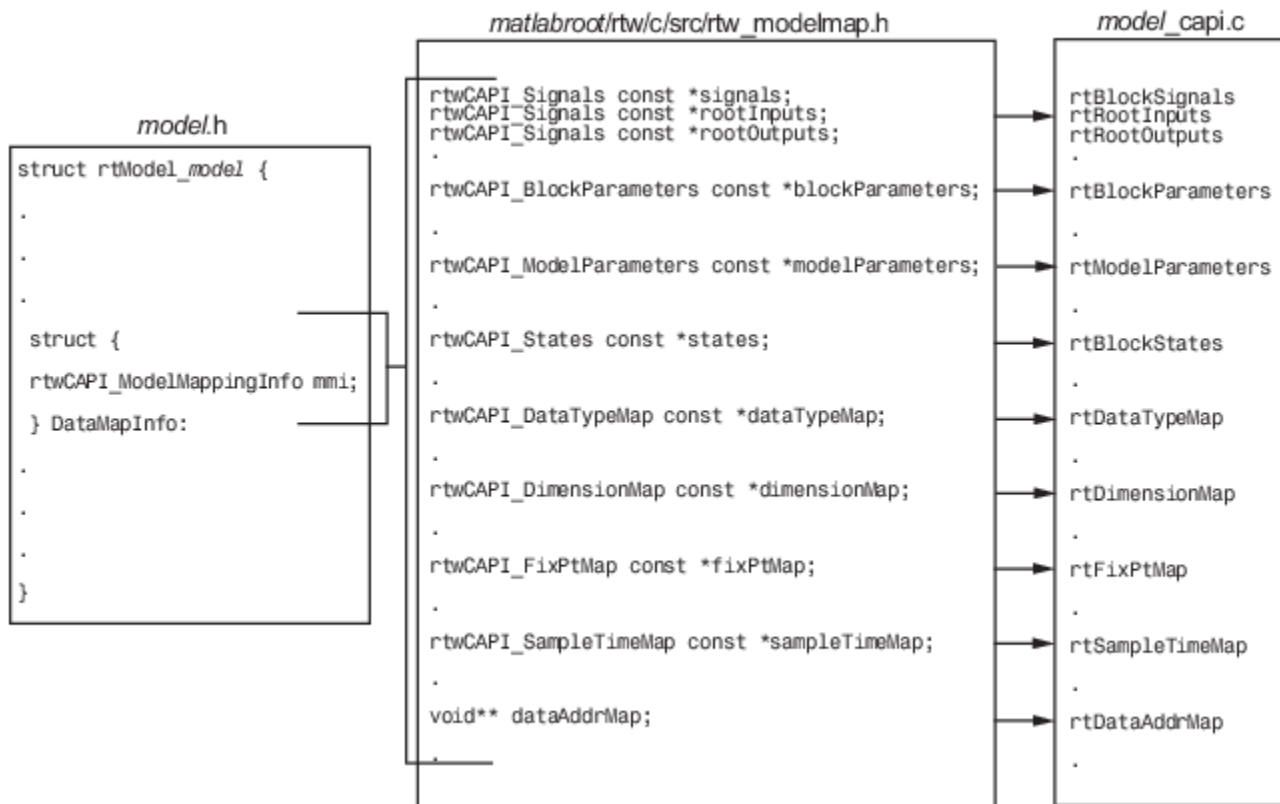 matlabroot/rtw/c/src/rtw_modelmap.h
model_capi.c
model.h
struct rtModel_model {
.
.
.
struct {
rtwCAPI_ModelMappingInfo mmi;
} DataMapInfo:
.
.
.
}
rtwCAPI_Signals const *signals;
rtwCAPI_Signals const *rootInputs;
rtwCAPI_Signals const *rootOutputs;
.
rtwCAPI_BlockParameters const *blockParameters;
.
rtwCAPI_ModelParameters const *modelParameters;
.
rtwCAPI_States const *states;
.
rtwCAPI_DataTypeMap const *dataTypeMap;
.
rtwCAPI_DimensionMap const *dimensionMap;
.
rtwCAPI_FixPtMap const *fixPtMap;
.
rtwCAPI_SampleTimeMap const *sampleTimeMap;
.
void** dataAddrMap;
.
rtBlockSignals
rtRootInputs
rtRootOutputs
.
rtBlockParameters
.
rtModelParameters
.
rtBlockStates
.
rtDataTypeMap
.
rtDimensionMap
.
rtFixPtMap
.
rtSampleTimeMap
.
rtDataAddrMap
.